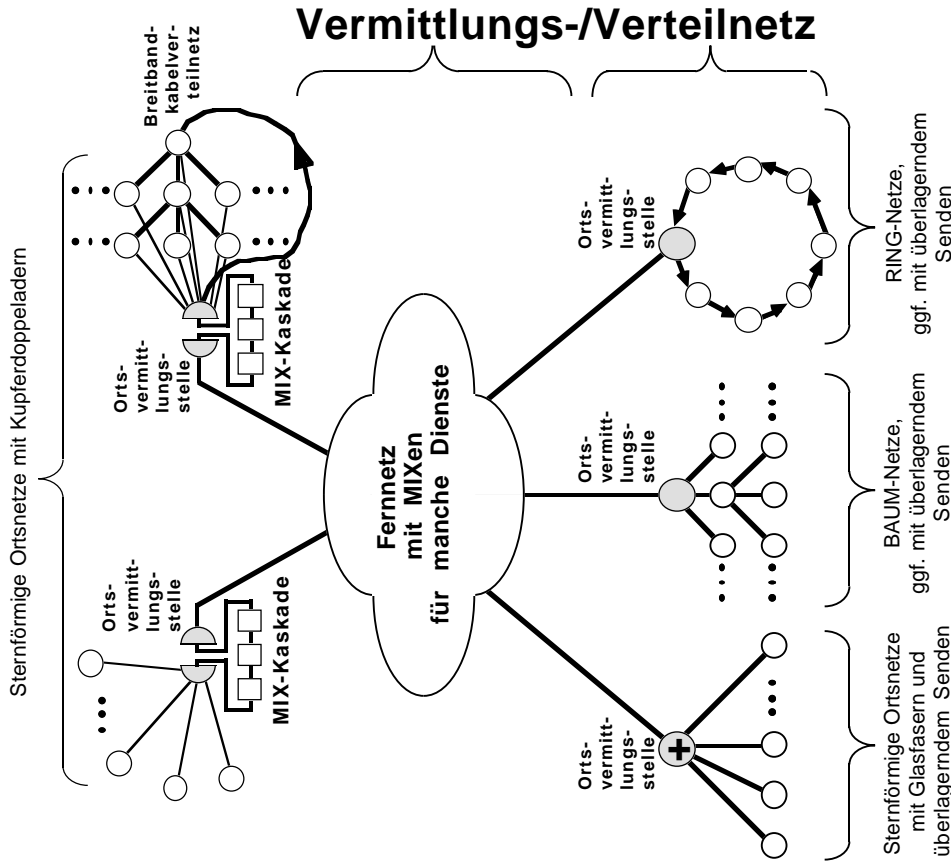 Vermittlungs-/Verteilnetz
Sternförmige Ortsnetze mit Kupferdoppeladern
Orts-
vermitt-
lungs-
stelle
MIX-Kaskade
Orts-
vermitt-
lungs-
stelle
MIX-Kaskade
Breitband-
kabelver-
teilnetz
Fernnetz
mit MIXen
für manche Dienste
Orts-
vermitt-
lungs-
stelle
+
Sternförmige Ortsnetze
mit Glasfasern und
überlagerndem Senden
Orts-
vermitt-
lungs-
stelle
BAUM-Netze,
ggf. mit überlagerndem
Senden
Orts-
vermitt-
lungs-
stelle
RING-Netze,
ggf. mit überlagerndem
Senden